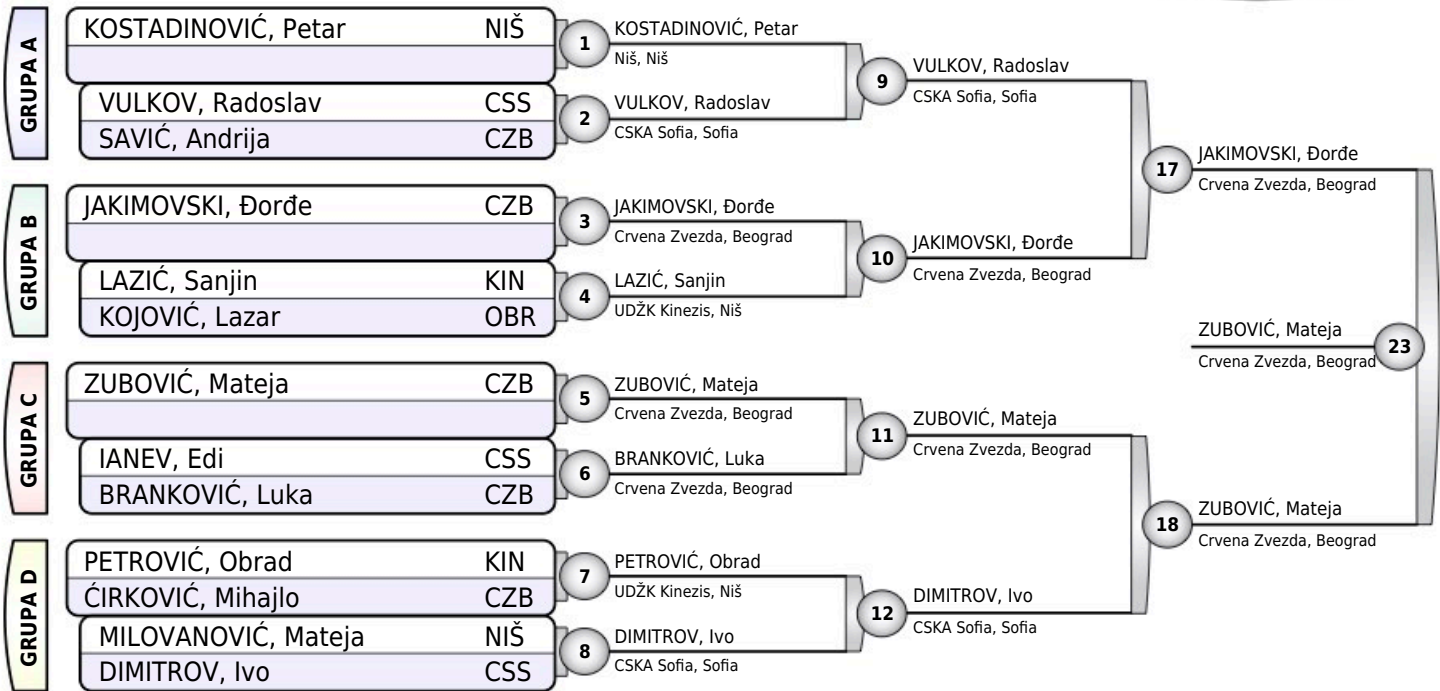 GRUPA A
KOSTADINOVIĆ, Petar NIŠ
VULKOV, Radoslav CSS
SAVIĆ, Andrija CZB
GRUPA B
JAKIMOVSKI, Đorđe CZB
LAZIĆ, Sanjin KIN
KOJOVIĆ, Lazar OBR
GRUPA C
ZUBOVIĆ, Mateja CZB
IANEV, Edi CSS
BRANKOVIĆ, Luka CZB
GRUPA D
PETROVIĆ, Obrad KIN
ĆIRKOVIĆ, Mihajlo CZB
MILOVANOVIĆ, Mateja NIŠ
DIMITROV, Ivo CSS
1
KOSTADINOVIĆ, Petar
Niš, Niš
2
VULKOV, Radoslav
CSKA Sofia, Sofia
3
JAKIMOVSKI, Đorđe
Crvena Zvezda, Beograd
4
LAZIĆ, Sanjin
UDŽK Kinezis, Niš
5
ZUBOVIĆ, Mateja
Crvena Zvezda, Beograd
6
BRANKOVIĆ, Luka
Crvena Zvezda, Beograd
7
PETROVIĆ, Obrad
UDŽK Kinezis, Niš
8
DIMITROV, Ivo
CSKA Sofia, Sofia
9
VULKOV, Radoslav
CSKA Sofia, Sofia
10
JAKIMOVSKI, Đorđe
Crvena Zvezda, Beograd
11
ZUBOVIĆ, Mateja
Crvena Zvezda, Beograd
12
DIMITROV, Ivo
CSKA Sofia, Sofia
17
JAKIMOVSKI, Đorđe
Crvena Zvezda, Beograd
18
ZUBOVIĆ, Mateja
Crvena Zvezda, Beograd
ZUBOVIĆ, Mateja
Crvena Zvezda, Beograd
23